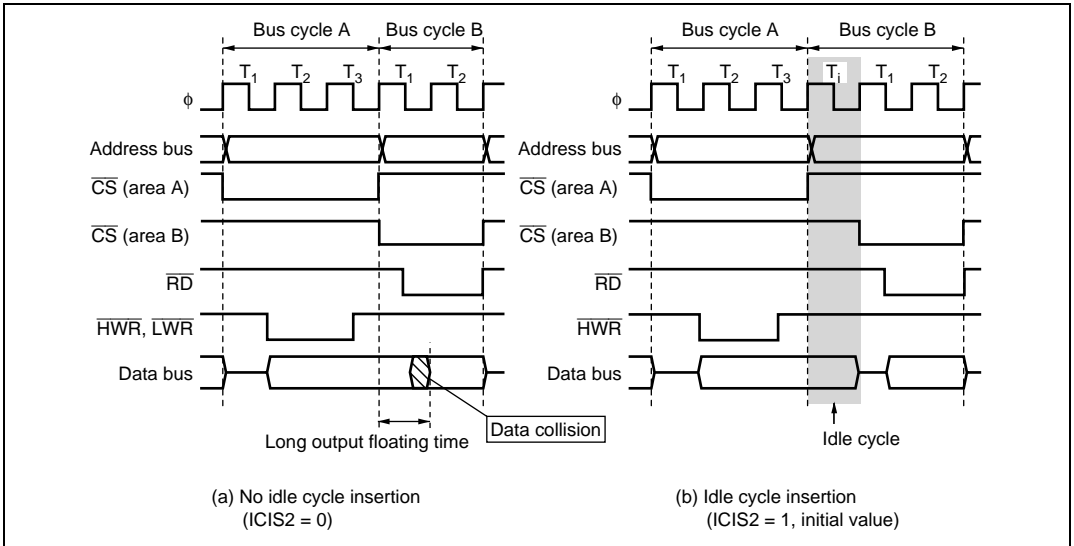 Bus cycle A Bus cycle B
T1 T2 T3 T1 T2
ϕ
Address bus
CS (area A)
CS (area B)
RD
HWR, LWR
Data bus
Long output floating time
Data collision
(a) No idle cycle insertion
(ICIS2 = 0)
Bus cycle A Bus cycle B
T1 T2 T3 Ti T1 T2
ϕ
Address bus
CS (area A)
CS (area B)
RD
HWR
Data bus
Idle cycle
(b) Idle cycle insertion
(ICIS2 = 1, initial value)